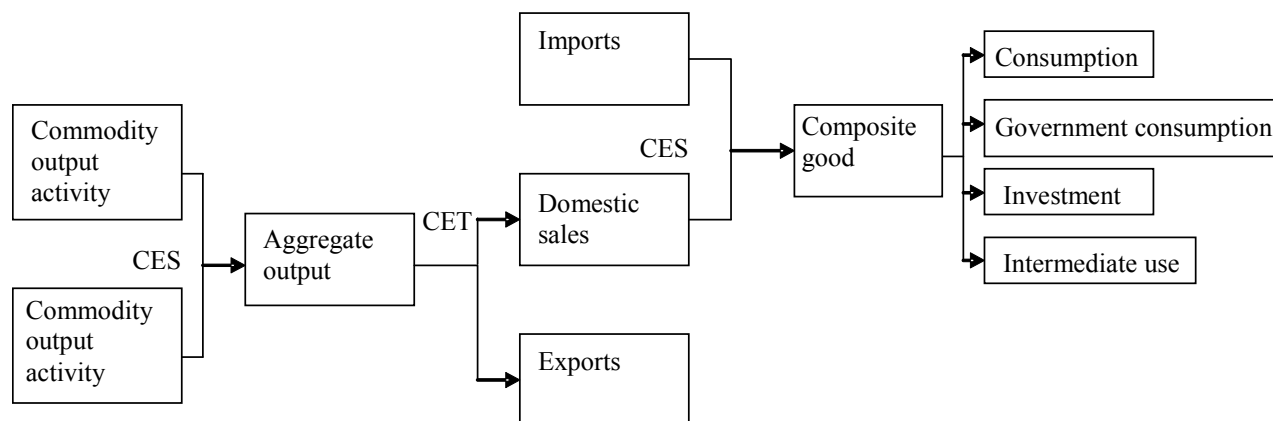 Commodity
output
activity
CES
Commodity
output
activity
Aggregate
output
CET
Imports
CES
Domestic
sales
Exports
Composite
good
Consumption
Government consumption
Investment
Intermediate use